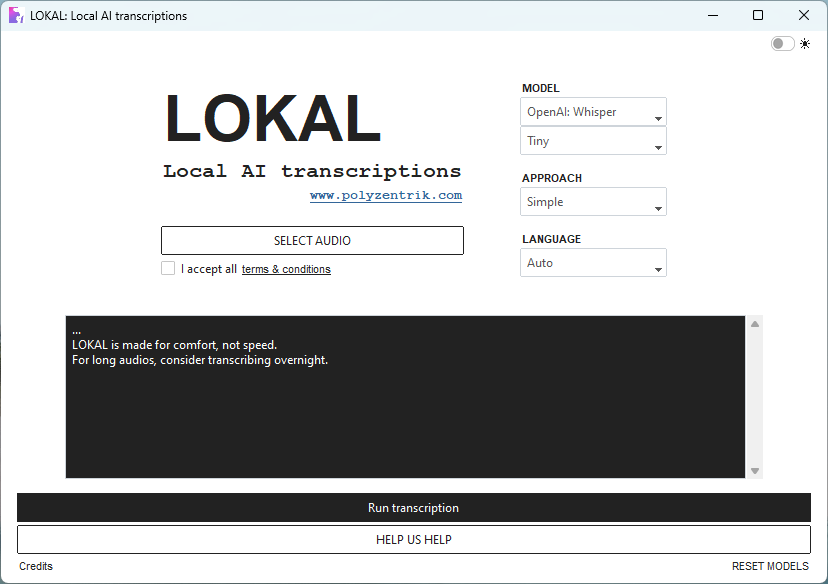 LOKAL: Local AI transcriptions
LOKAL
Local AI transcriptions
www.polyzentrik.com
SELECT AUDIO
I accept all terms & conditions
MODEL
OpenAI: Whisper
Tiny
APPROACH
Simple
LANGUAGE
Auto
...
LOKAL is made for comfort, not speed.
For long audios, consider transcribing overnight.
Run transcription
HELP US HELP
Credits
RESET MODELS